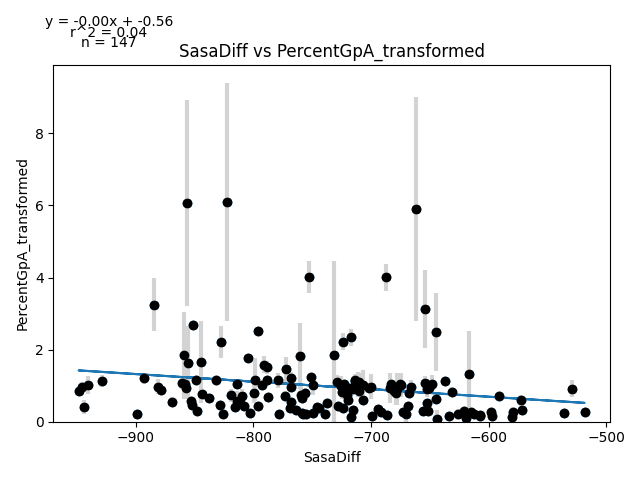 y = -0.00x + -0.56
r^2 = 0.04
n = 147
SasaDiff vs PercentGpA_transformed
PercentGpA_transformed
8
6
4
2
0
−900
−800
−700
−600
−500
SasaDiff